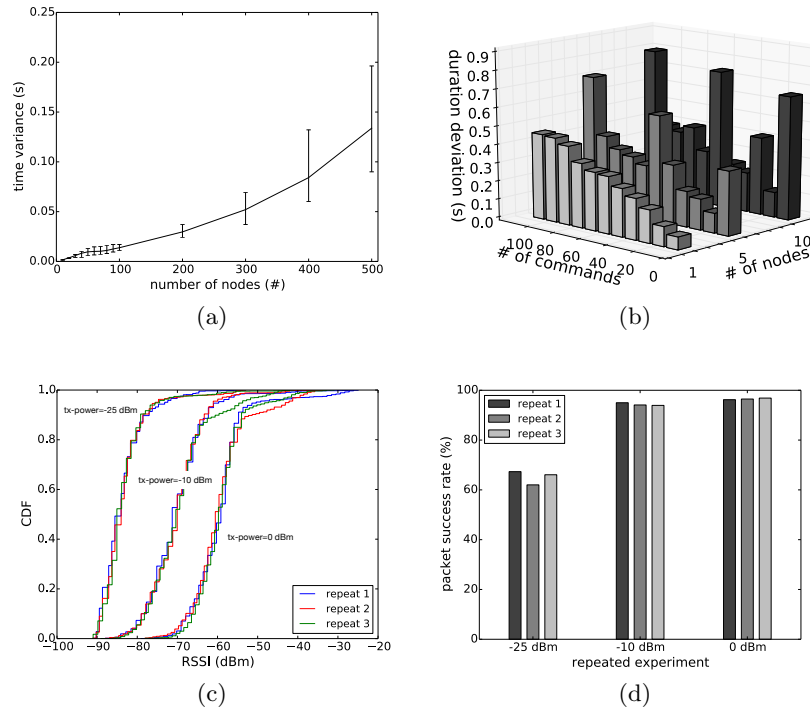 0.25
0.20
0.15
0.10
0.05
0.00
time variance (s)
0 100 200 300 400 500
number of nodes (#)
(a)
0.9
0.8
0.7
0.6
0.5
0.4
0.3
0.2
0.1
0.0
duration deviation (s)
100 80 60 40 20 0
# of commands
1 5 10
# of nodes
(b)
1.0
0.8
0.6
0.4
0.2
0.0
CDF
tx-power=-25 dBm
tx-power=-10 dBm
tx-power=0 dBm
repeat 1
repeat 2
repeat 3
−100 −90 −80 −70 −60 −50 −40 −30 −20
RSSI (dBm)
(c)
100
80
60
40
20
0
packet success rate (%)
repeat 1
repeat 2
repeat 3
-25 dBm -10 dBm 0 dBm
repeated experiment
(d)